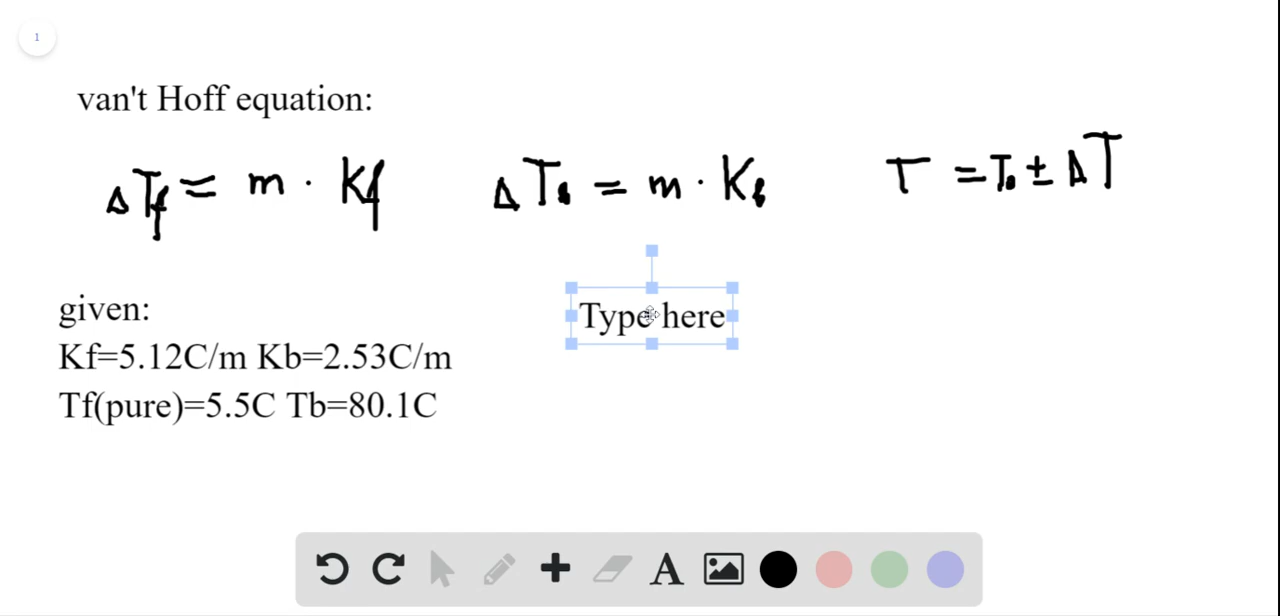 1
van't Hoff equation:
ΔTf = m · Kf ΔTb = m · Kb T = T₀ ± ΔT
given:
Type here
Kf=5.12C/m Kb=2.53C/m
Tf(pure)=5.5C Tb=80.1C
A